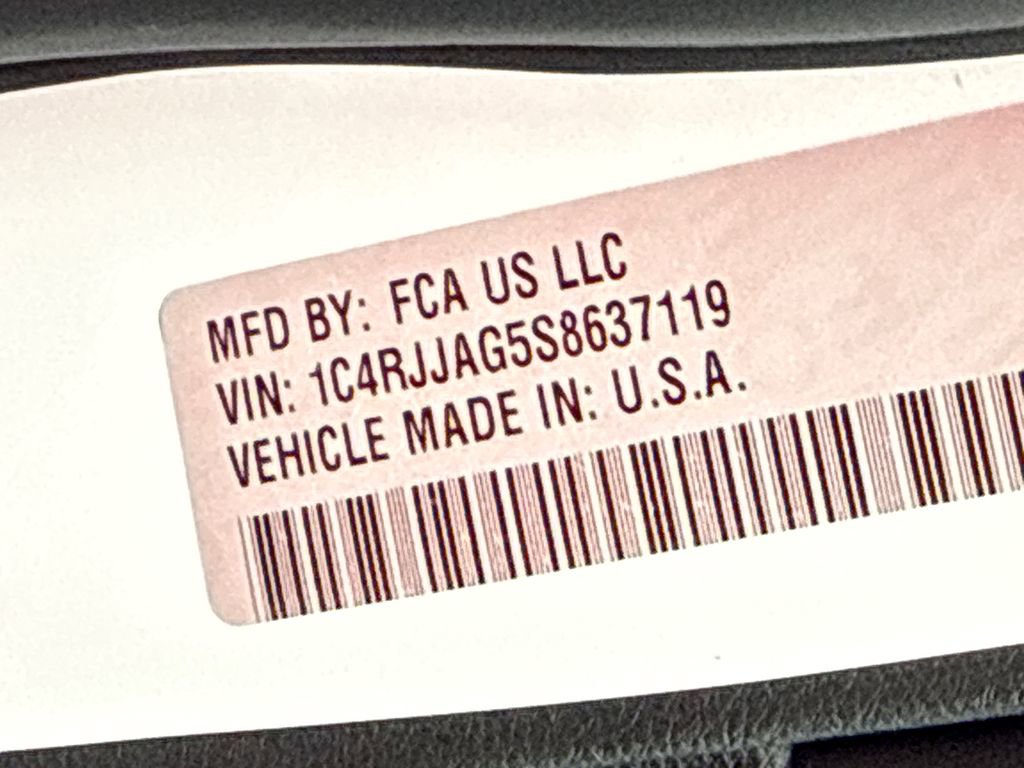 MFD BY: FCA US LLC
VIN: 1C4RJJAG5S8637119
VEHICLE MADE IN: U.S.A.